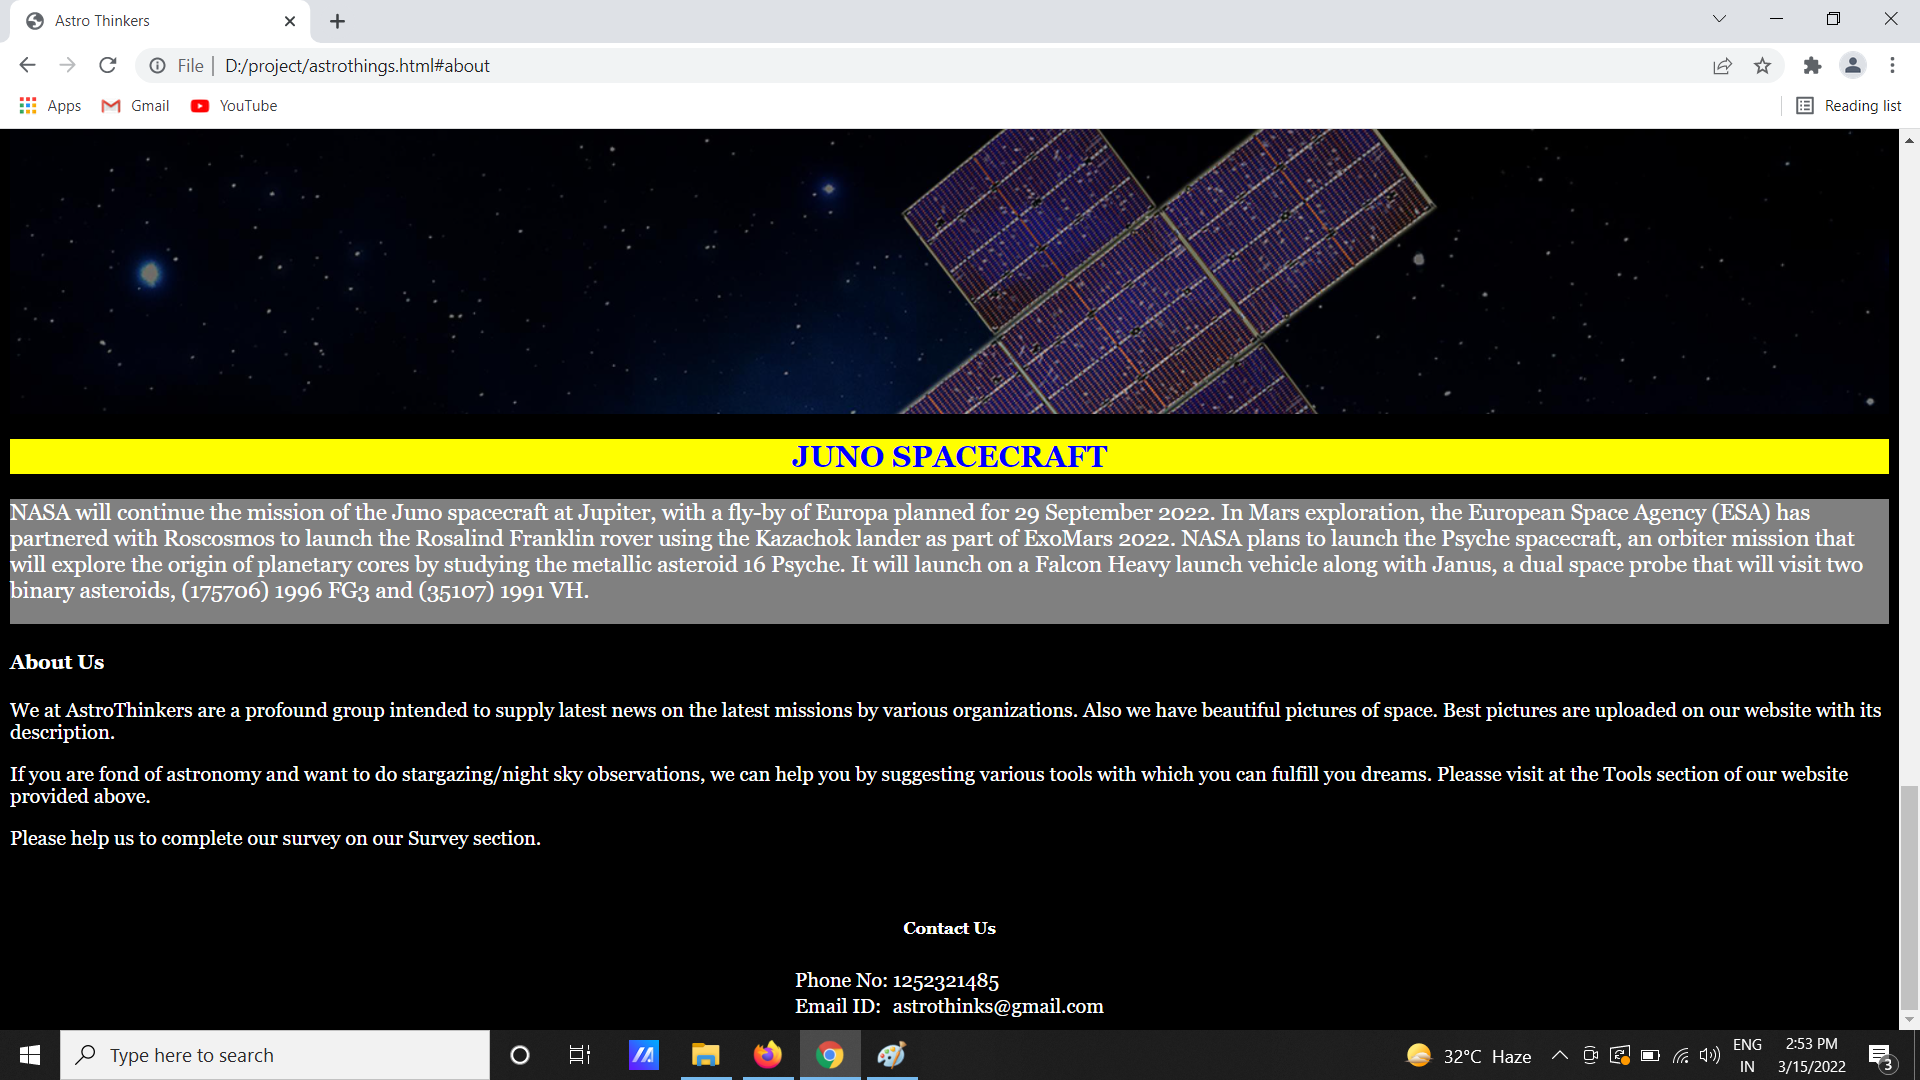 Astro Thinkers
File | D:/project/astrothings.html#about
Apps Gmail YouTube Reading list
JUNO SPACECRAFT
NASA will continue the mission of the Juno spacecraft at Jupiter, with a fly-by of Europa planned for 29 September 2022. In Mars exploration, the European Space Agency (ESA) has
partnered with Roscosmos to launch the Rosalind Franklin rover using the Kazachok lander as part of ExoMars 2022. NASA plans to launch the Psyche spacecraft, an orbiter mission that
will explore the origin of planetary cores by studying the metallic asteroid 16 Psyche. It will launch on a Falcon Heavy launch vehicle along with Janus, a dual space probe that will visit two
binary asteroids, (175706) 1996 FG3 and (35107) 1991 VH.
About Us
We at AstroThinkers are a profound group intended to supply latest news on the latest missions by various organizations. Also we have beautiful pictures of space. Best pictures are uploaded on our website with its
description.
If you are fond of astronomy and want to do stargazing/night sky observations, we can help you by suggesting various tools with which you can fulfill you dreams. Pleasse visit at the Tools section of our website
provided above.
Please help us to complete our survey on our Survey section.
Contact Us
Phone No: 1252321485
Email ID: astrothinks@gmail.com
Type here to search
32°C Haze
ENG
IN
2:53 PM
3/15/2022
3